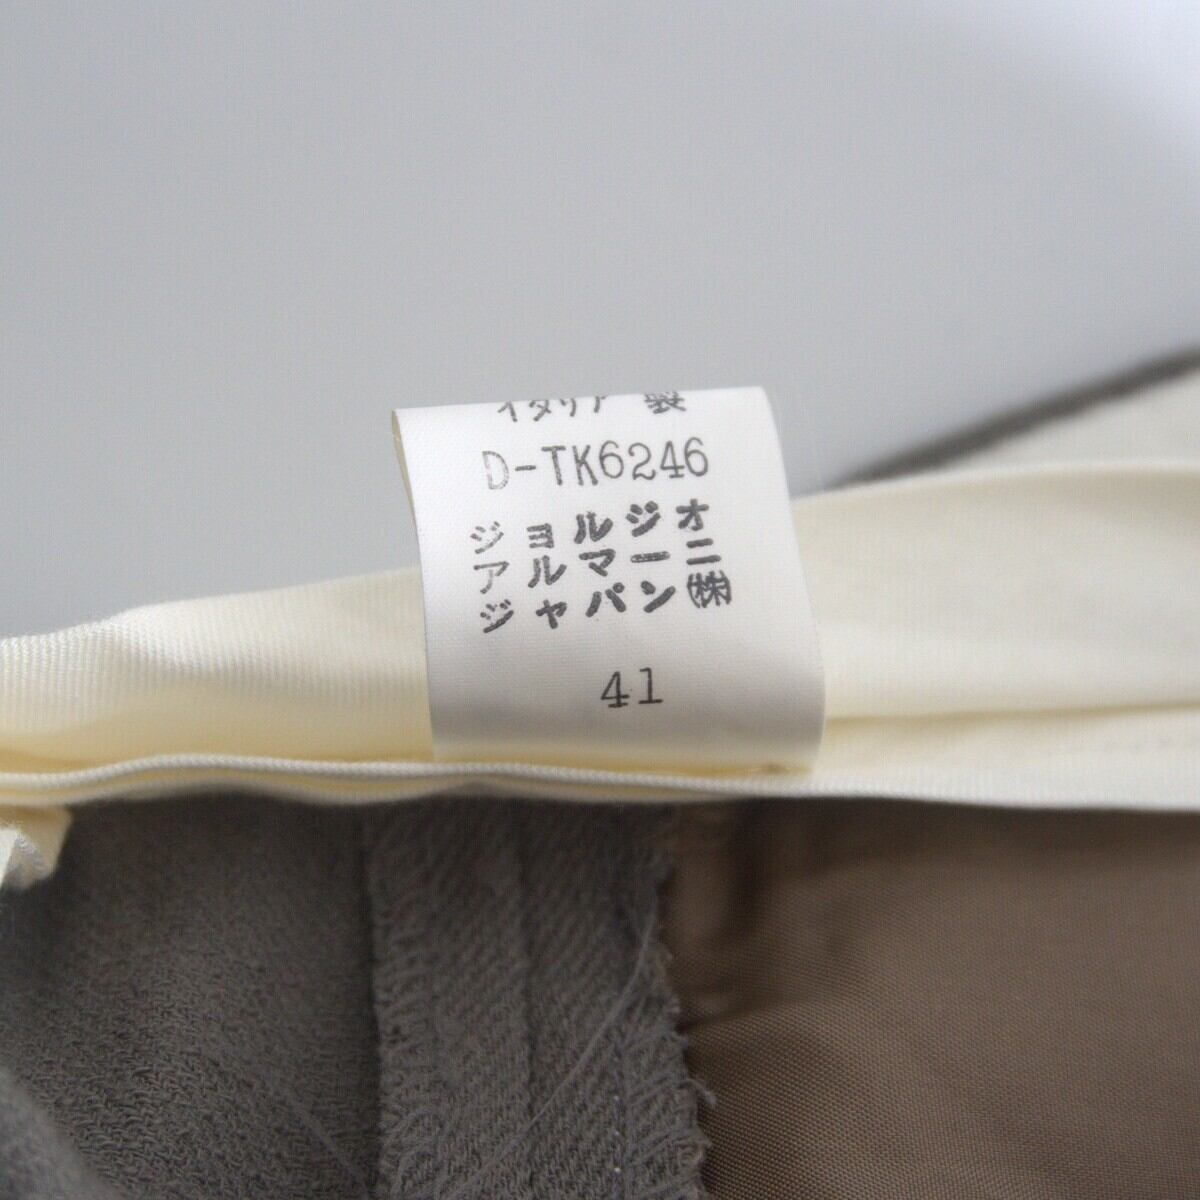 イタリア 製
D-TK6246
ジョルジオ
アルマーニ
ジャパン㈱
41